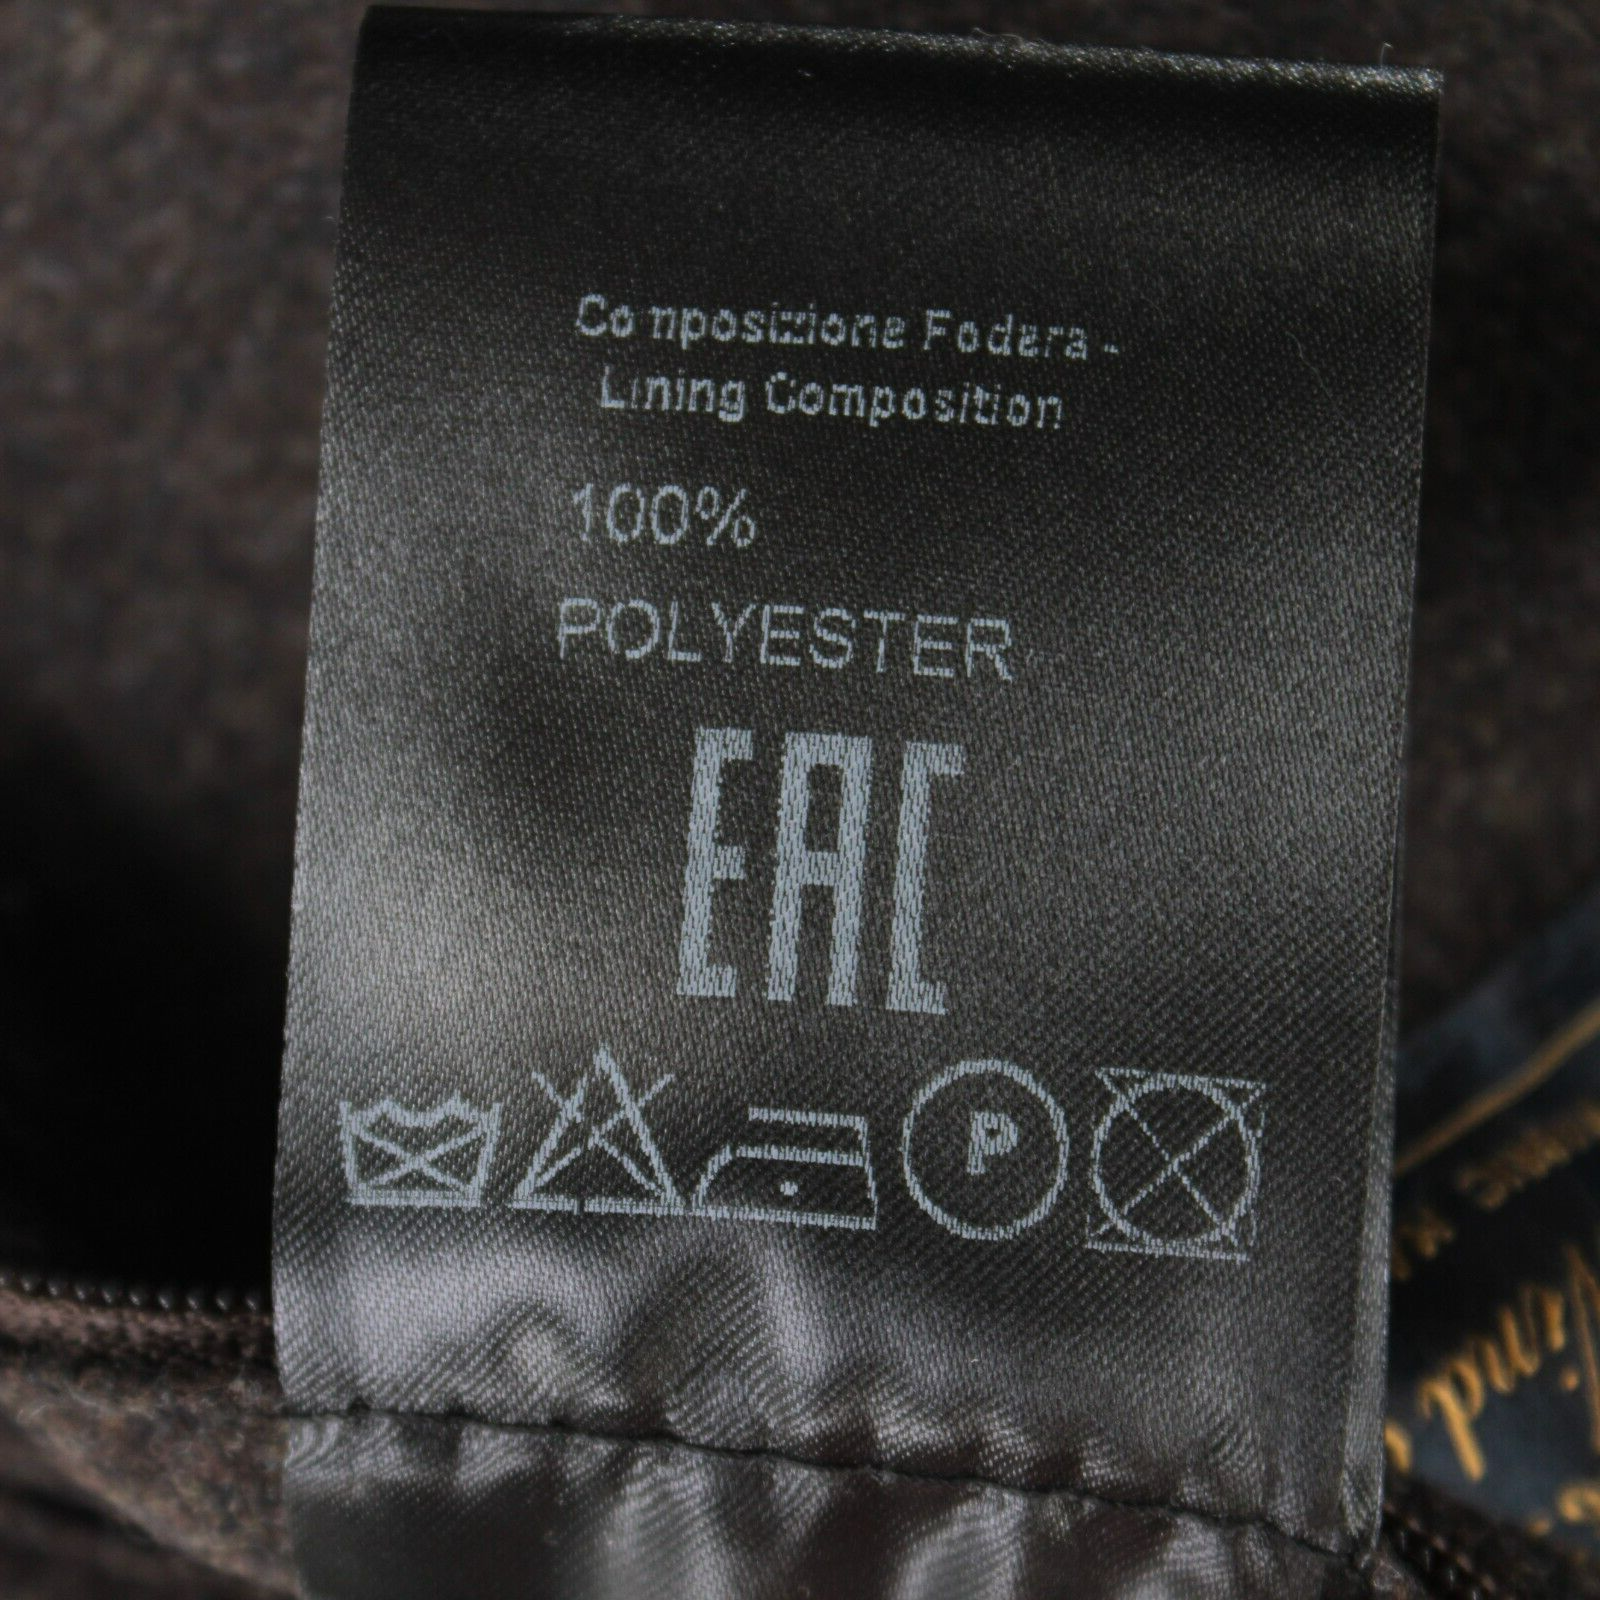 Composizione Fodera -
Lining Composition
100%
POLYESTER
EAC
P